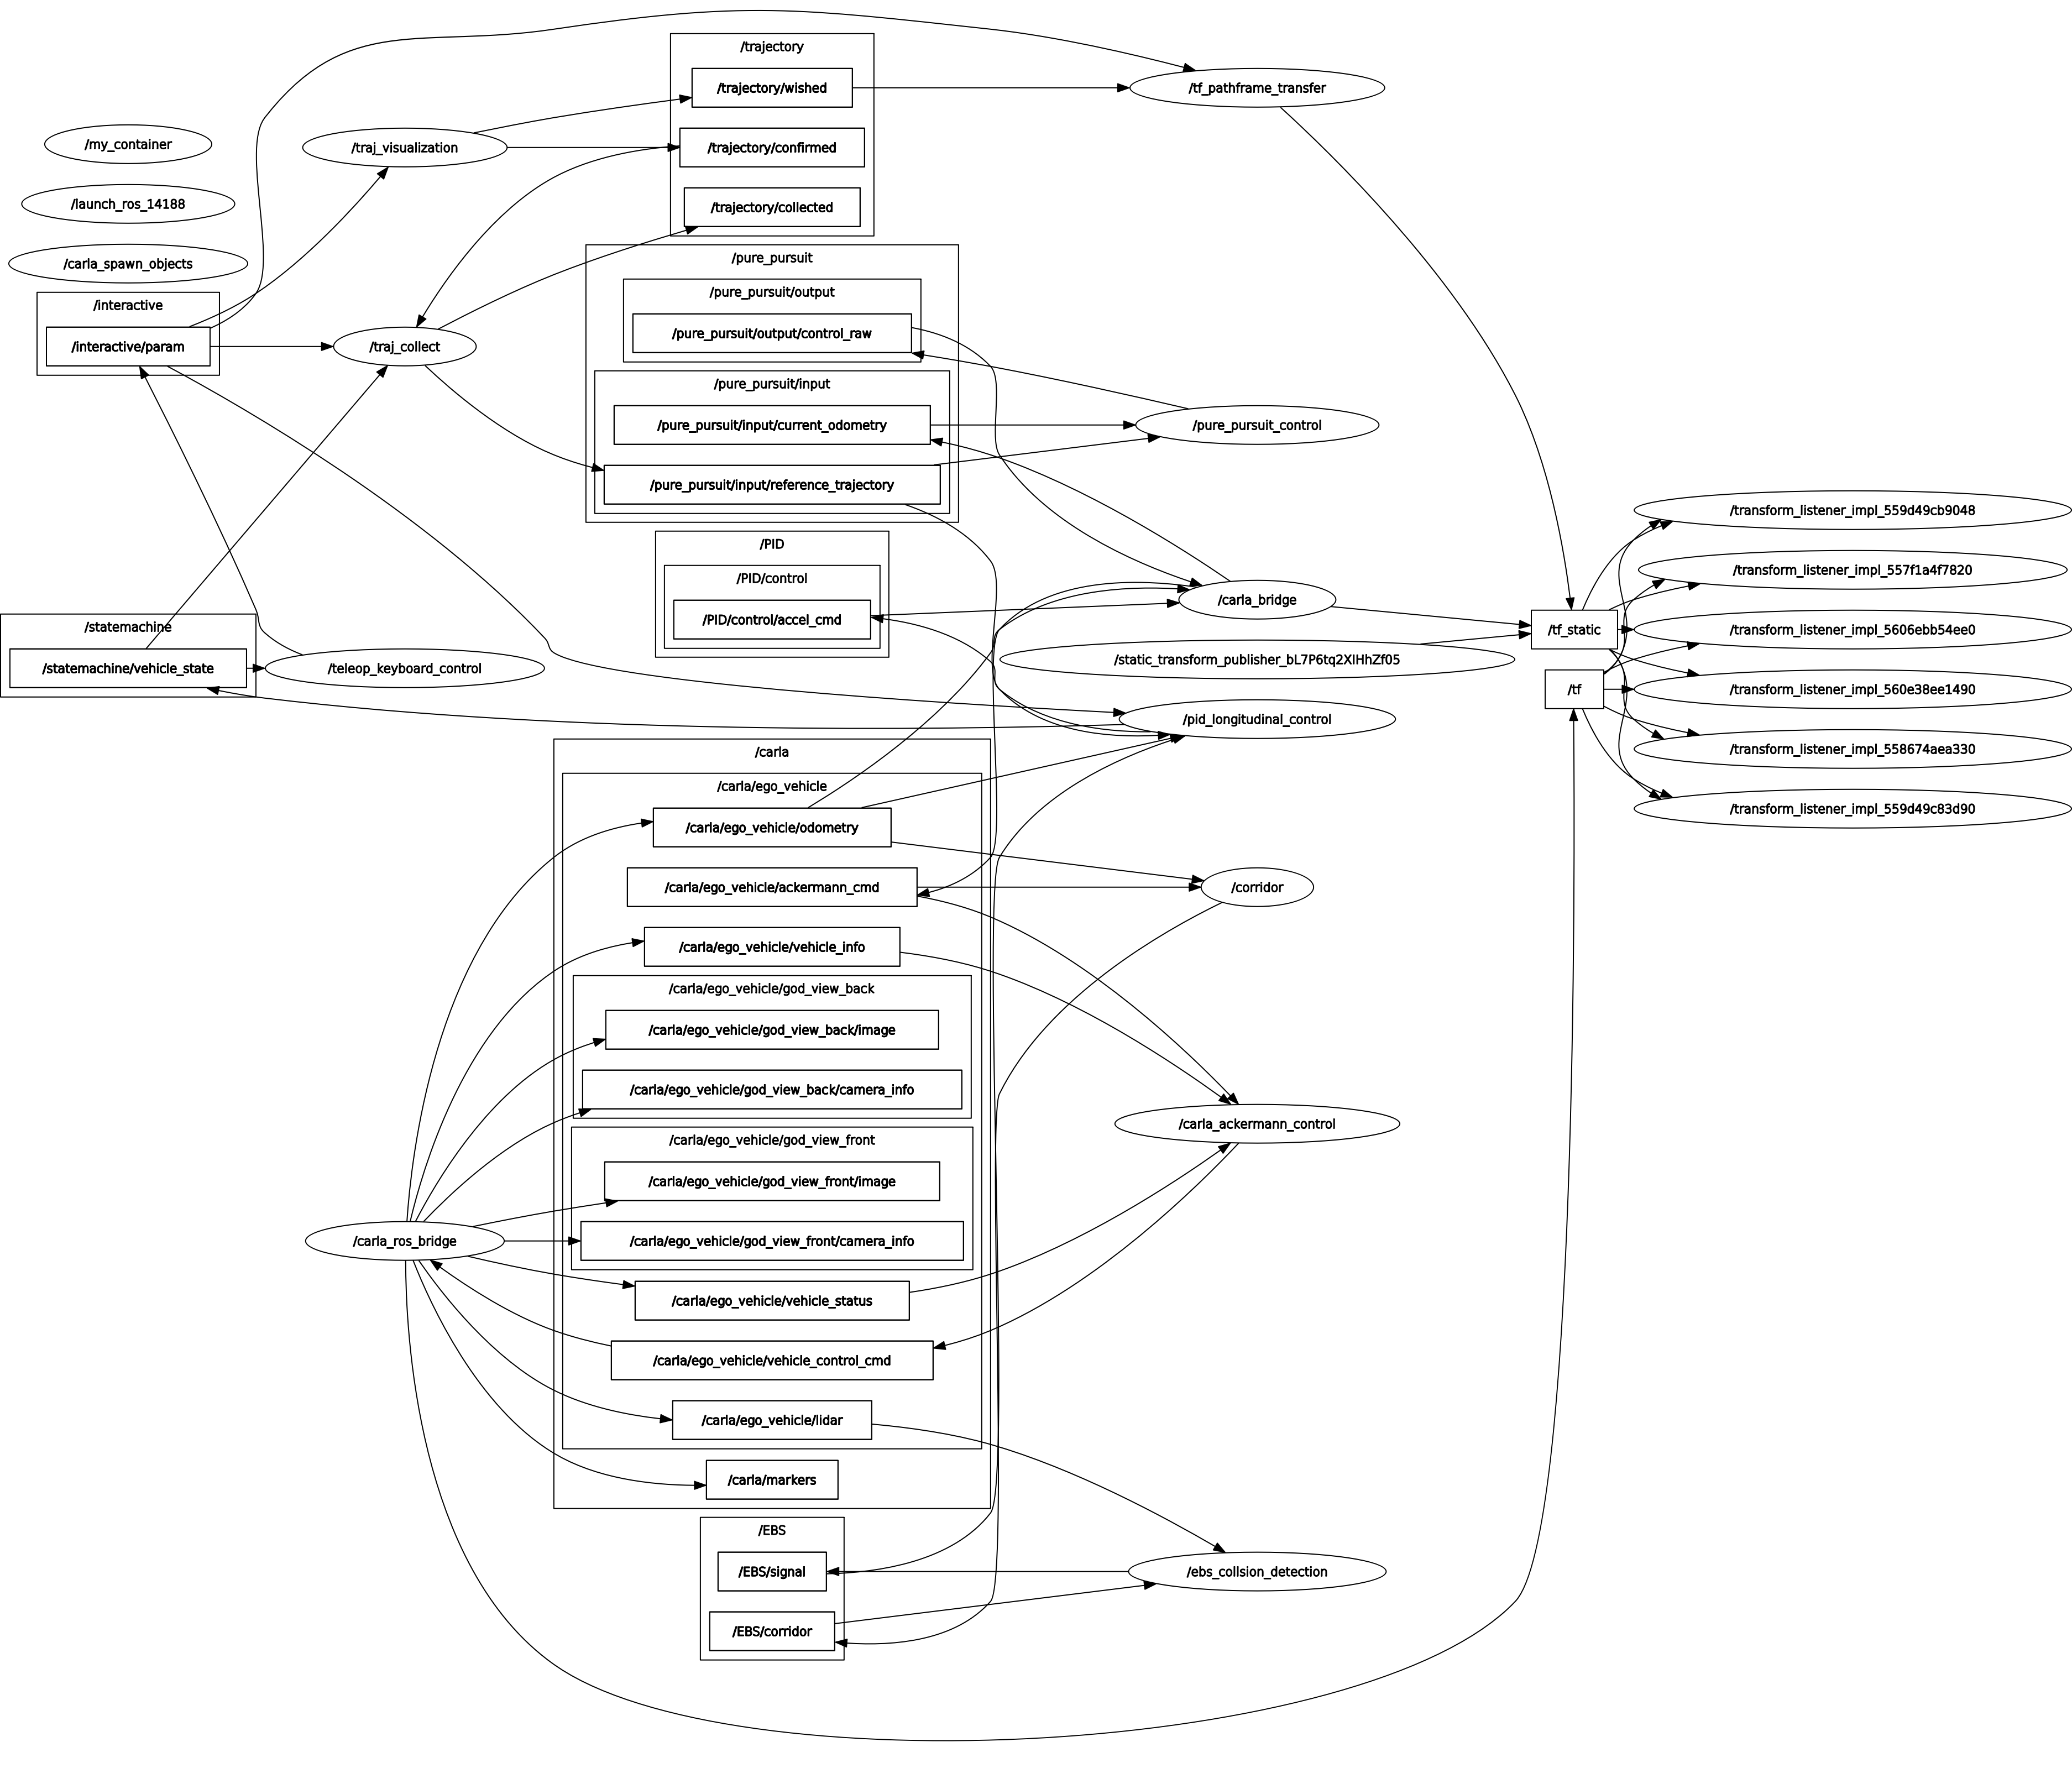 /my_container
/launch_ros_14188
/carla_spawn_objects
/interactive
/interactive/param
/statemachine
/statemachine/vehicle_state
/traj_visualization
/traj_collect
/teleop_keyboard_control
/carla_ros_bridge
/trajectory
/trajectory/wished
/trajectory/confirmed
/trajectory/collected
/pure_pursuit
/pure_pursuit/output
/pure_pursuit/output/control_raw
/pure_pursuit/input
/pure_pursuit/input/current_odometry
/pure_pursuit/input/reference_trajectory
/PID
/PID/control
/PID/control/accel_cmd
/carla
/carla/ego_vehicle
/carla/ego_vehicle/odometry
/carla/ego_vehicle/ackermann_cmd
/carla/ego_vehicle/vehicle_info
/carla/ego_vehicle/god_view_back
/carla/ego_vehicle/god_view_back/image
/carla/ego_vehicle/god_view_back/camera_info
/carla/ego_vehicle/god_view_front
/carla/ego_vehicle/god_view_front/image
/carla/ego_vehicle/god_view_front/camera_info
/carla/ego_vehicle/vehicle_status
/carla/ego_vehicle/vehicle_control_cmd
/carla/ego_vehicle/lidar
/carla/markers
/EBS
/EBS/signal
/EBS/corridor
/tf_pathframe_transfer
/pure_pursuit_control
/carla_bridge
/static_transform_publisher_bL7P6tq2XIHhZf05
/pid_longitudinal_control
/corridor
/carla_ackermann_control
/ebs_collsion_detection
/tf_static
/tf
/transform_listener_impl_559d49cb9048
/transform_listener_impl_557f1a4f7820
/transform_listener_impl_5606ebb54ee0
/transform_listener_impl_560e38ee1490
/transform_listener_impl_558674aea330
/transform_listener_impl_559d49c83d90